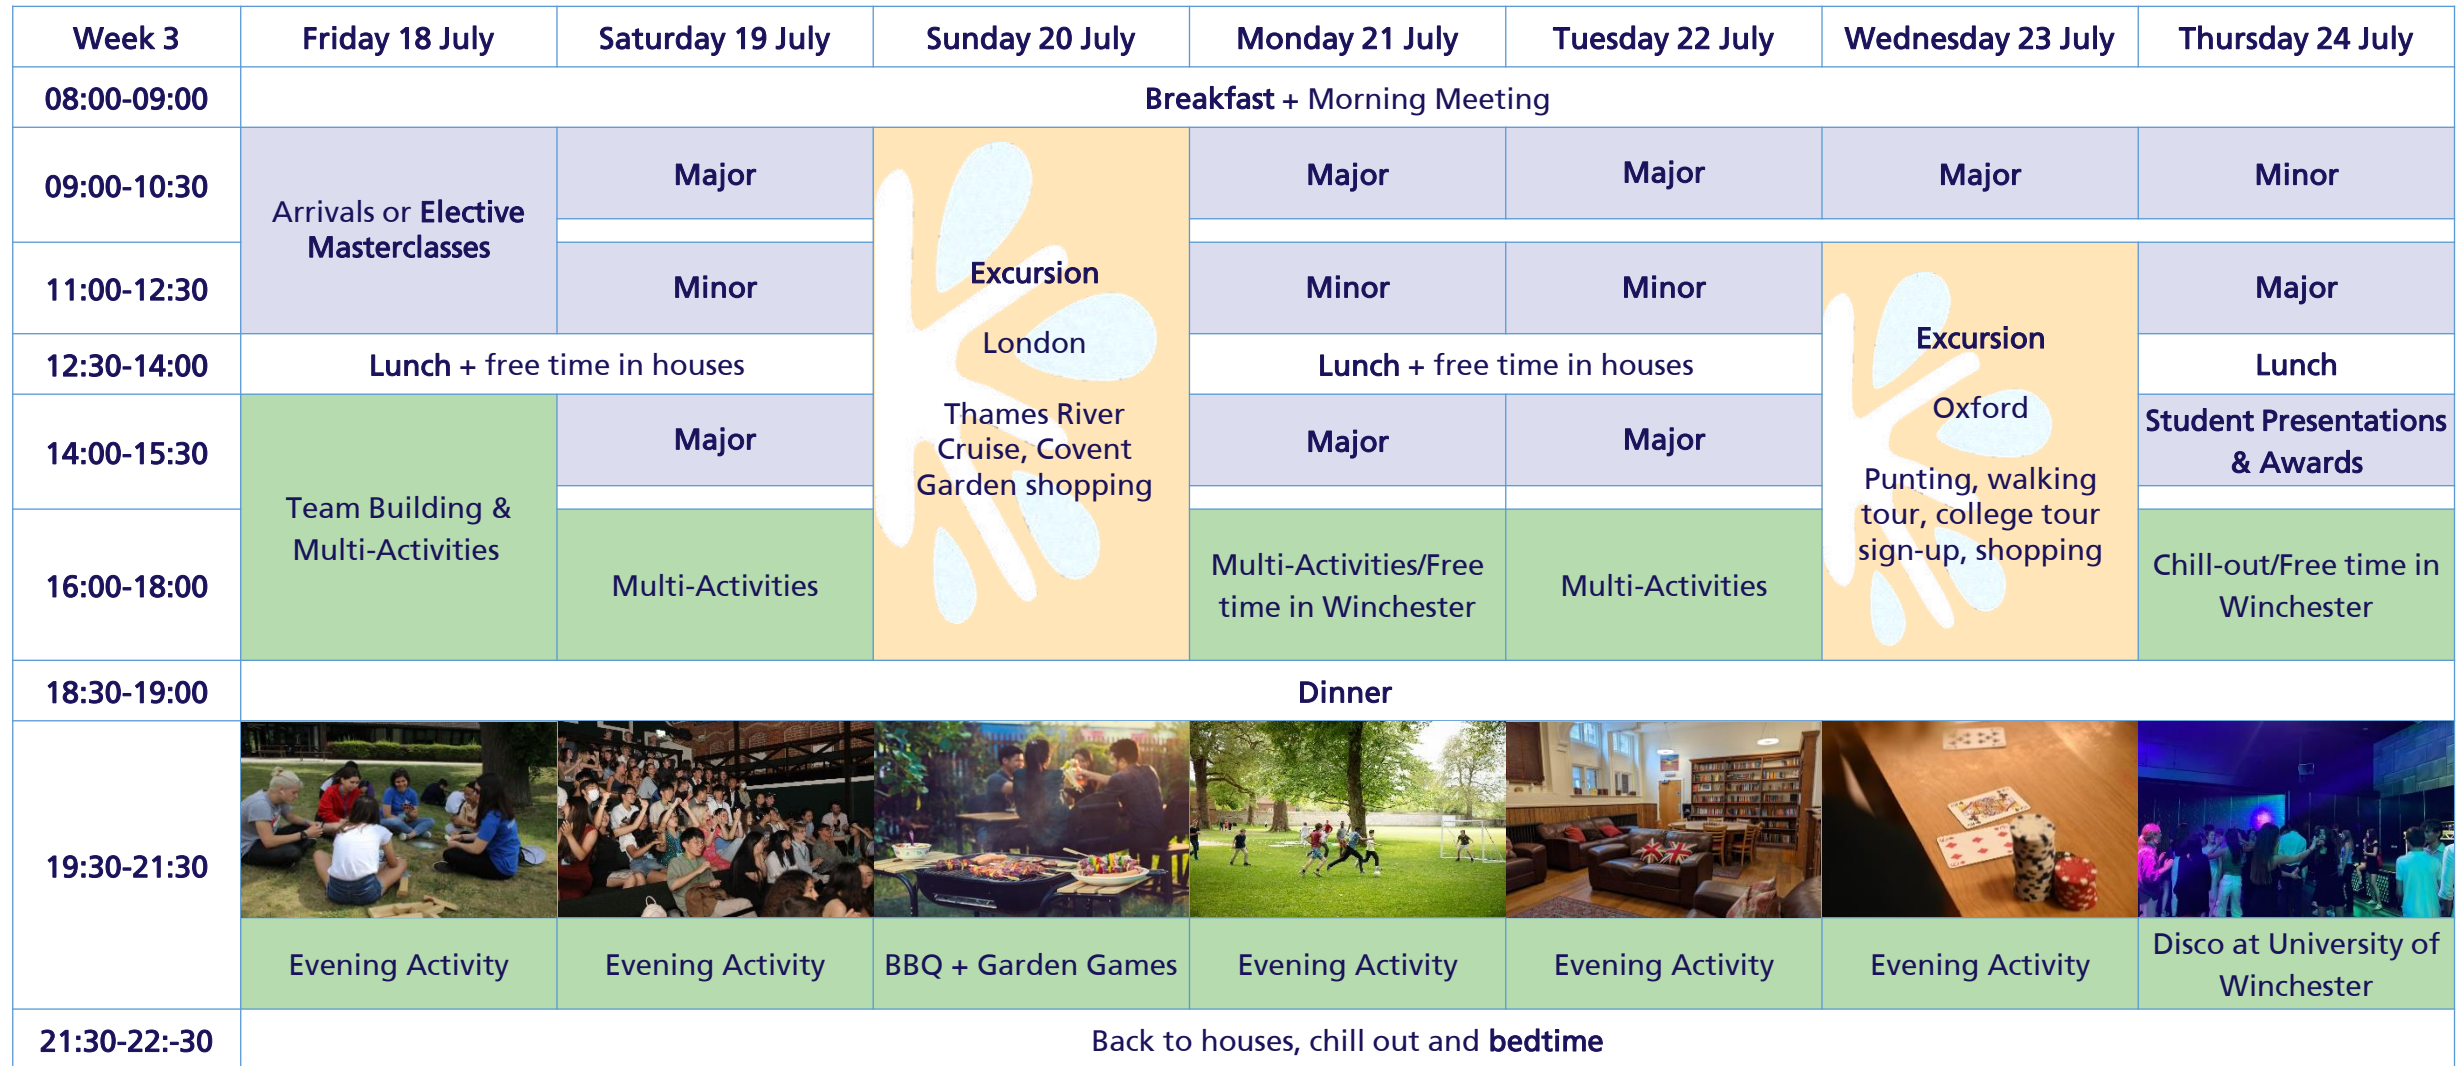 Week 3
Friday 18 July
Saturday 19 July
Sunday 20 July
Monday 21 July
Tuesday 22 July
Wednesday 23 July
Thursday 24 July
08:00-09:00
Breakfast + Morning Meeting
09:00-10:30
Arrivals or Elective
Masterclasses
Major
Excursion
London
Thames River
Cruise, Covent
Garden shopping
Major
Major
Major
Minor
11:00-12:30
Minor
Minor
Minor
Excursion
Oxford
Punting, walking
tour, college tour
sign-up, shopping
Major
12:30-14:00
Lunch + free time in houses
Lunch + free time in houses
Lunch
14:00-15:30
Team Building &
Multi-Activities
Major
Major
Major
Student Presentations
& Awards
16:00-18:00
Multi-Activities
Multi-Activities/Free
time in Winchester
Multi-Activities
Chill-out/Free time in
Winchester
18:30-19:00
Dinner
19:30-21:30
Evening Activity
Evening Activity
BBQ + Garden Games
Evening Activity
Evening Activity
Evening Activity
Disco at University of
Winchester
21:30-22:-30
Back to houses, chill out and bedtime